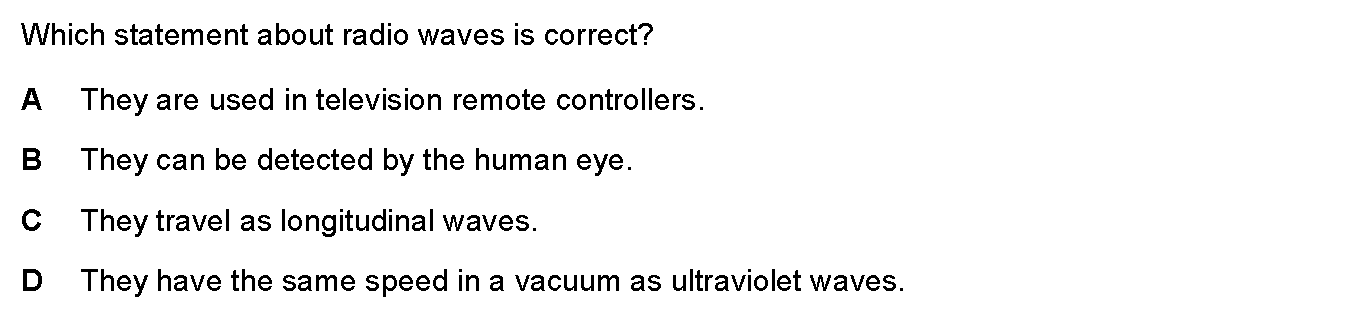 Which statement about radio waves is correct?
A They are used in television remote controllers.
B They can be detected by the human eye.
C They travel as longitudinal waves.
D They have the same speed in a vacuum as ultraviolet waves.